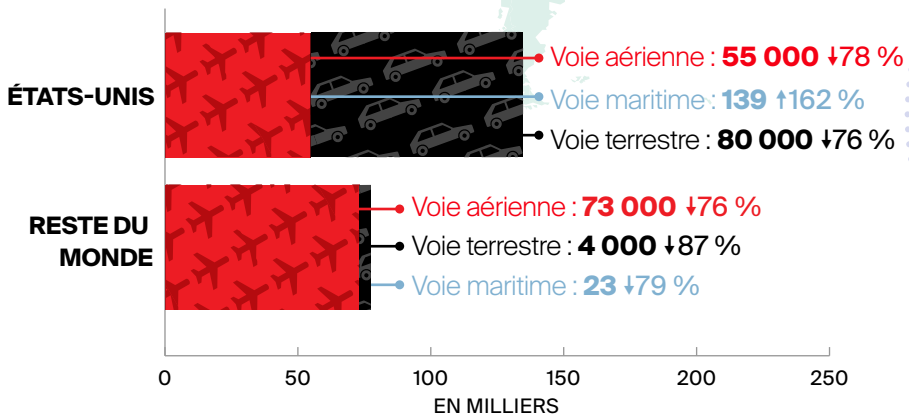 ÉTATS-UNIS
Voie aérienne : 55 000 ↓78 %
Voie maritime : 139 ↑162 %
Voie terrestre : 80 000 ↓76 %
RESTE DU
MONDE
Voie aérienne : 73 000 ↓76 %
Voie terrestre : 4 000 ↓87 %
Voie maritime : 23 ↓79 %
0 50 100 150 200 250
EN MILLIERS